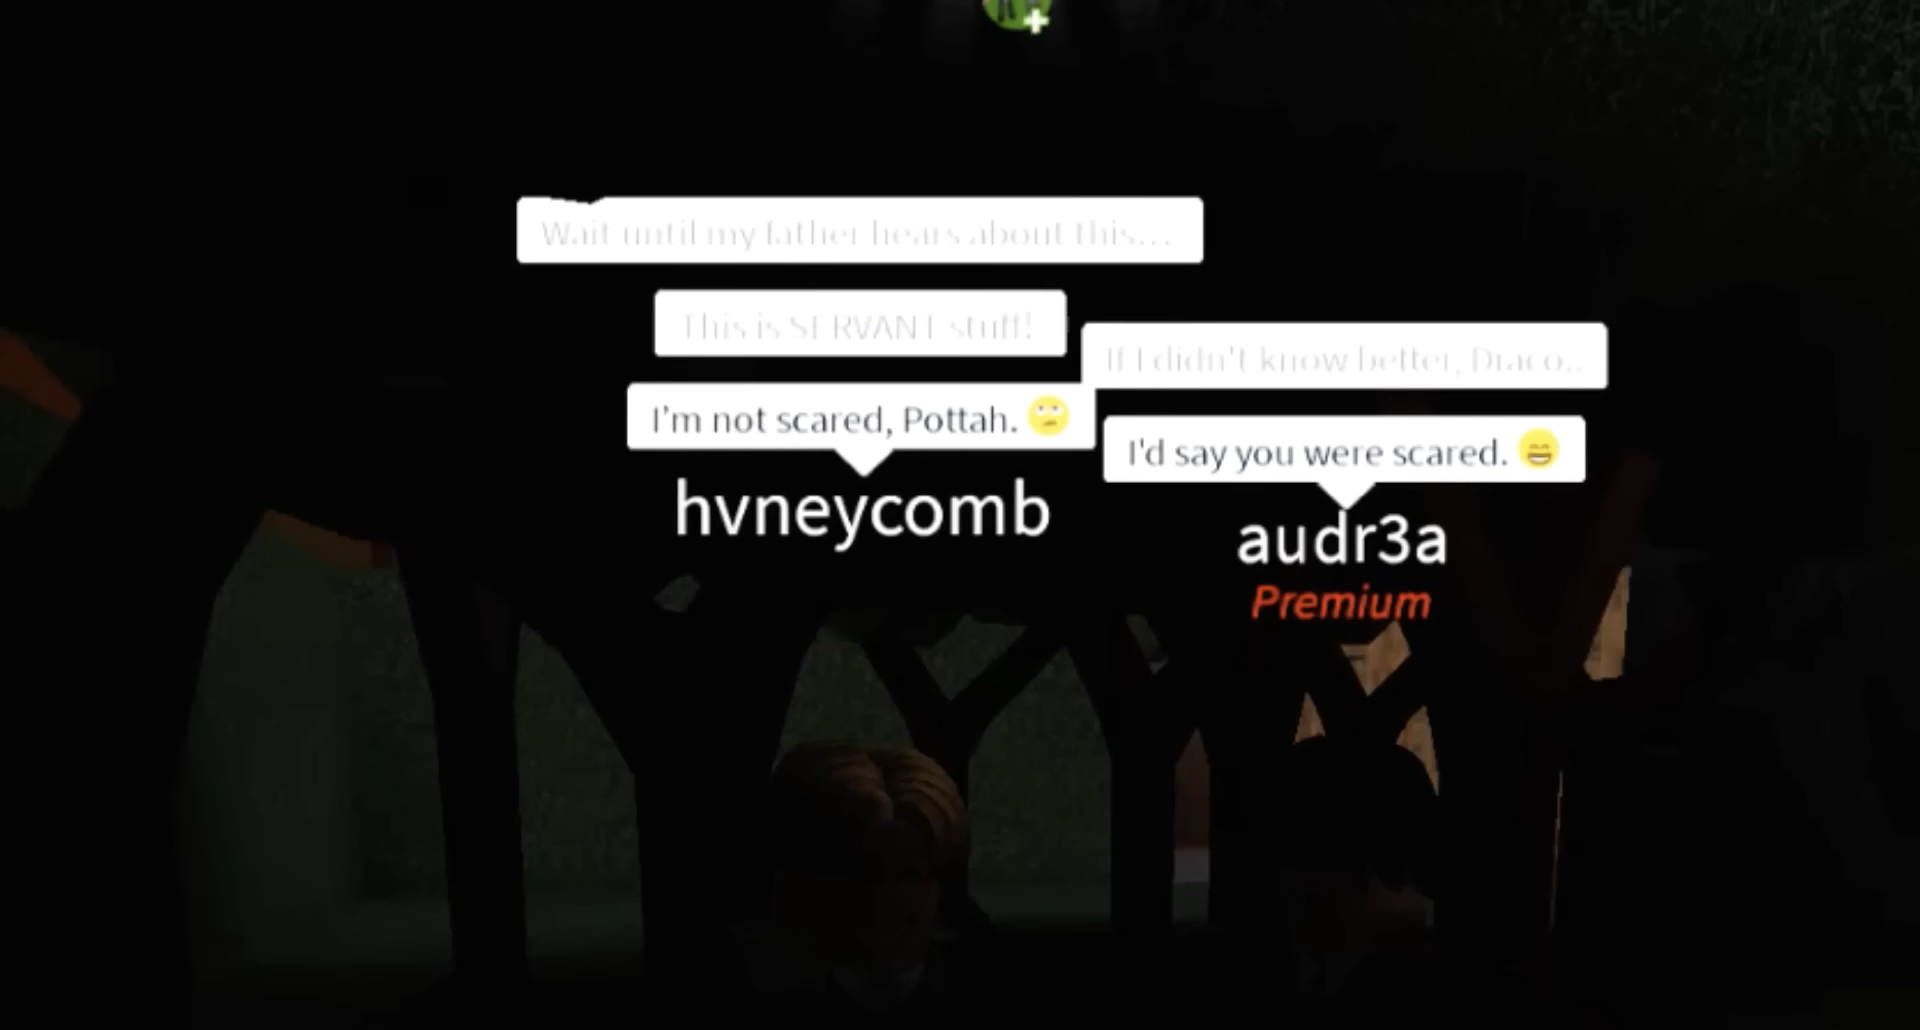 Wait until my father hears about this...
This is SERVANT stuff!
If I didn't know better, Draco..
I'm not scared, Pottah. 🙄
I'd say you were scared. 😄
hvneycomb
audr3a
Premium